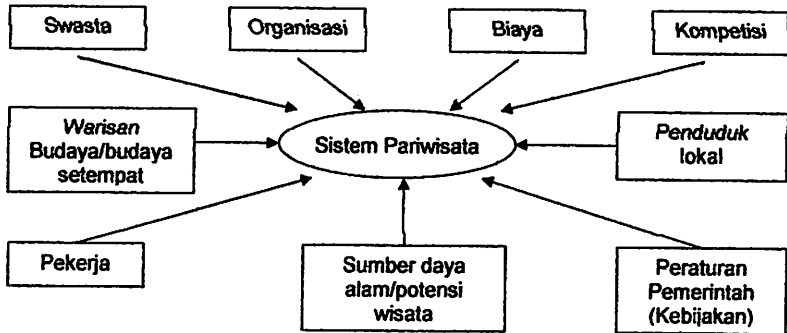 Swasta
Organisasi
Biaya
Kompetisi
Warisan
Budaya/budaya
setempat
Sistem Pariwisata
Penduduk
lokal
Pekerja
Sumber daya
alam/potensi
wisata
Peraturan
Pemerintah
(Kebijakan)